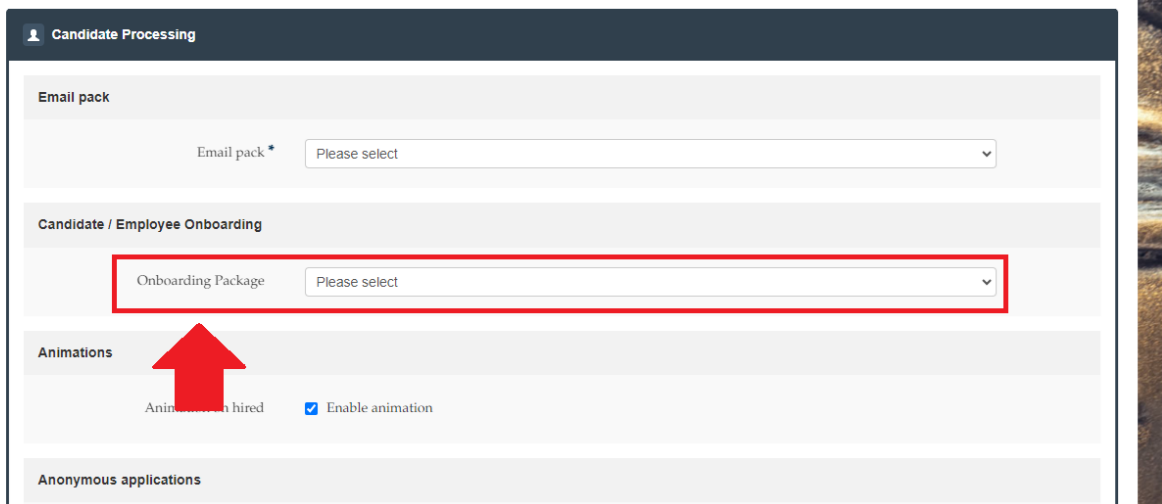 Candidate Processing
Email pack
Email pack * Please select
Candidate / Employee Onboarding
Onboarding Package Please select
Animations
hired Enable animation
Anonymous applications